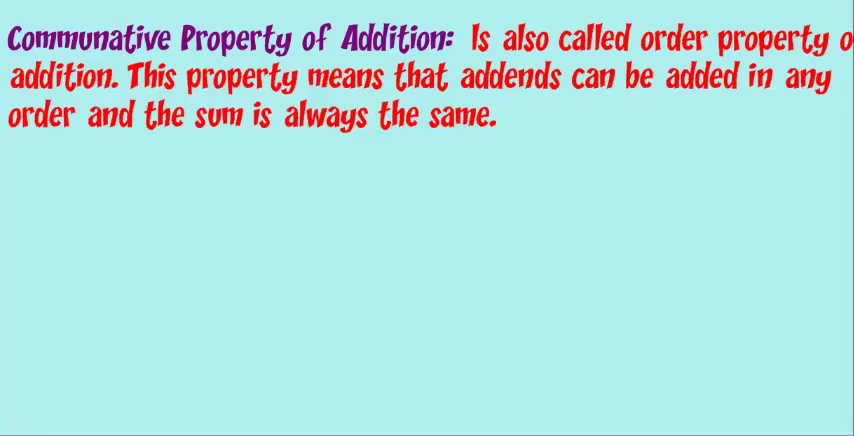 Communative Property of Addition: Is also called order property o
addition. This property means that addends can be added in any
order and the sum is always the same.